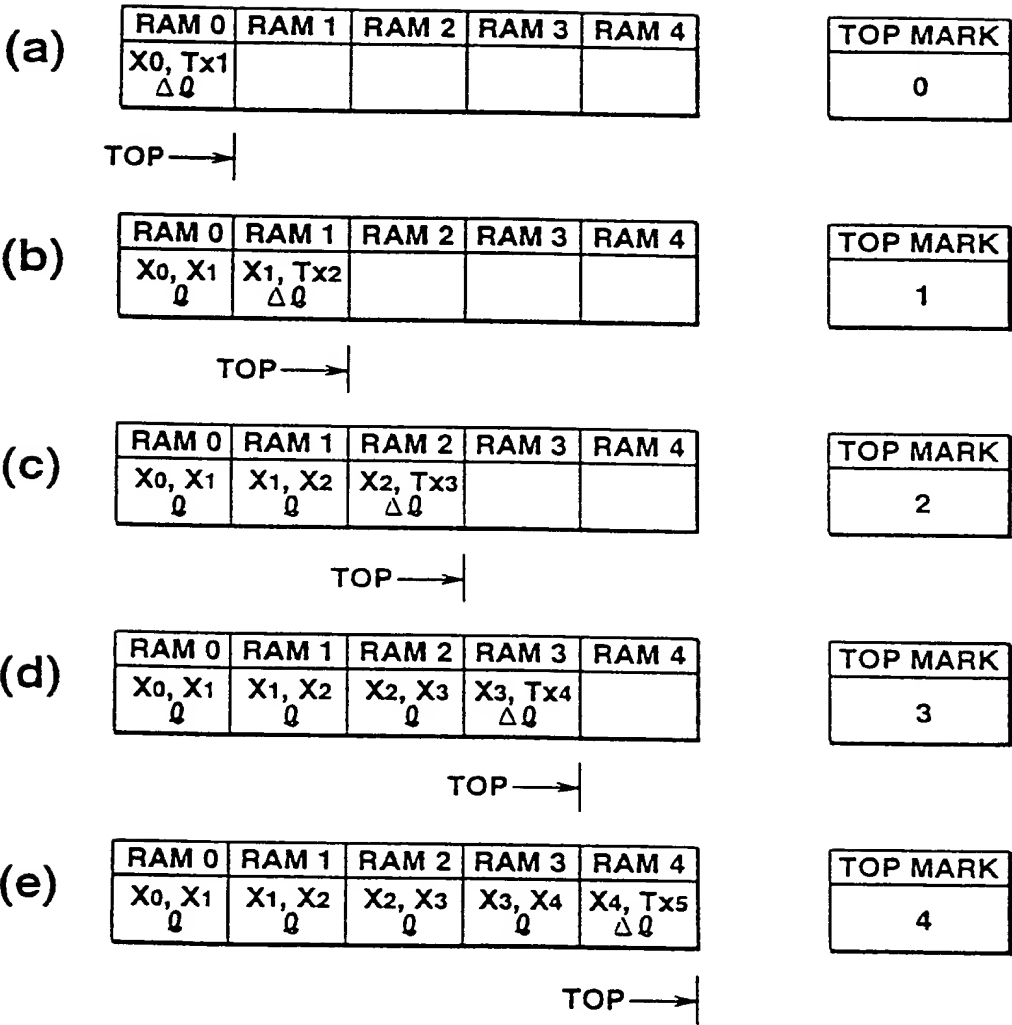 (a)
RAM 0 RAM 1 RAM 2 RAM 3 RAM 4
X0, Tx1
Δ ℓ
TOP
TOP MARK
0
(b)
RAM 0 RAM 1 RAM 2 RAM 3 RAM 4
X0, X1 X1, Tx2
ℓ Δ ℓ
TOP
TOP MARK
1
(c)
RAM 0 RAM 1 RAM 2 RAM 3 RAM 4
X0, X1 X1, X2 X2, Tx3
ℓ ℓ Δ ℓ
TOP
TOP MARK
2
(d)
RAM 0 RAM 1 RAM 2 RAM 3 RAM 4
X0, X1 X1, X2 X2, X3 X3, Tx4
ℓ ℓ ℓ Δ ℓ
TOP
TOP MARK
3
(e)
RAM 0 RAM 1 RAM 2 RAM 3 RAM 4
X0, X1 X1, X2 X2, X3 X3, X4 X4, Tx5
ℓ ℓ ℓ ℓ Δ ℓ
TOP
TOP MARK
4